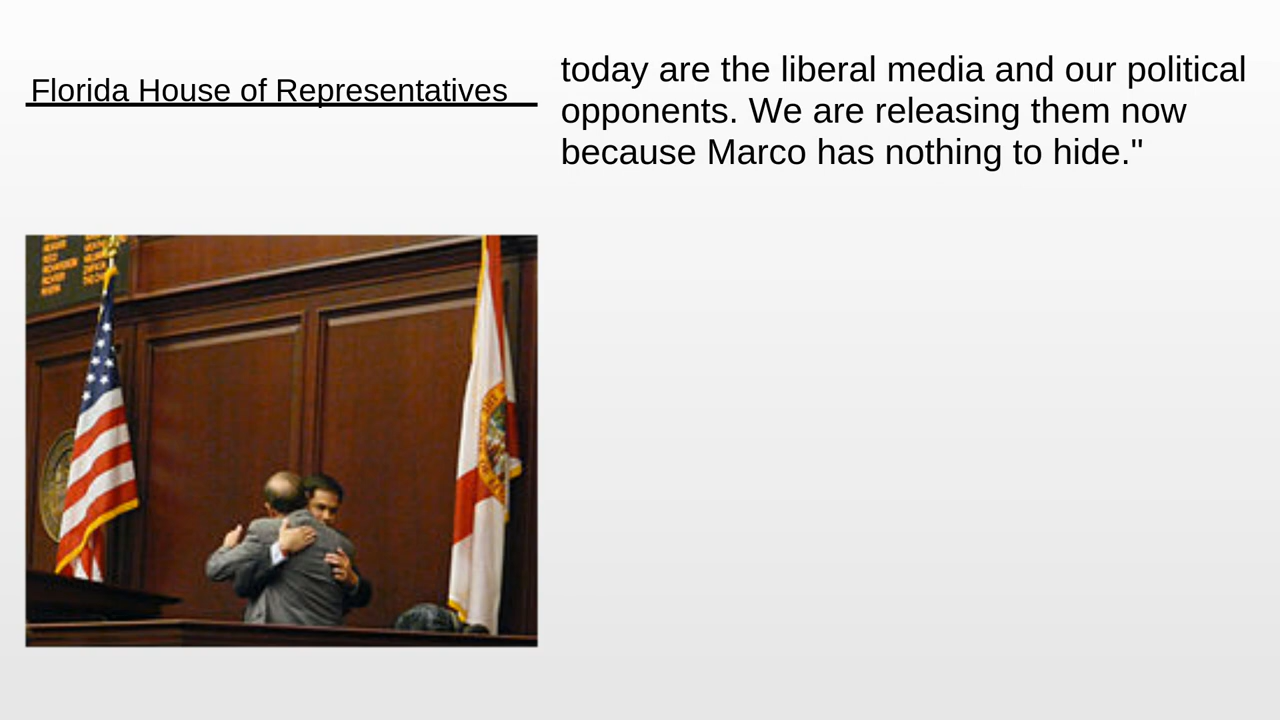 Florida House of Representatives
today are the liberal media and our political
opponents. We are releasing them now
because Marco has nothing to hide."